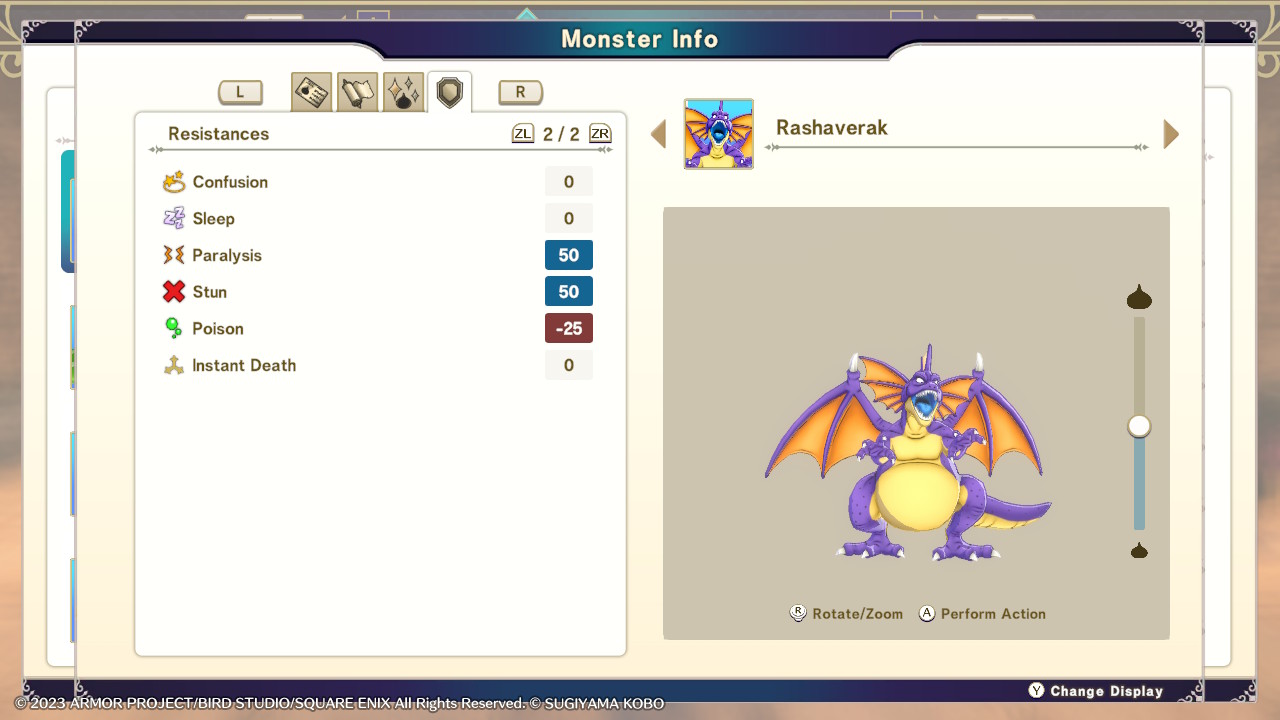 Monster Info
L
R
Resistances
ZL 2 / 2 ZR
Rashaverak
Confusion 0
Sleep 0
Paralysis 50
Stun 50
Poison -25
Instant Death 0
R Rotate/Zoom A Perform Action
Y Change Display
© 2023 ARMOR PROJECT/BIRD STUDIO/SQUARE ENIX All Rights Reserved. © SUGIYAMA KOBO